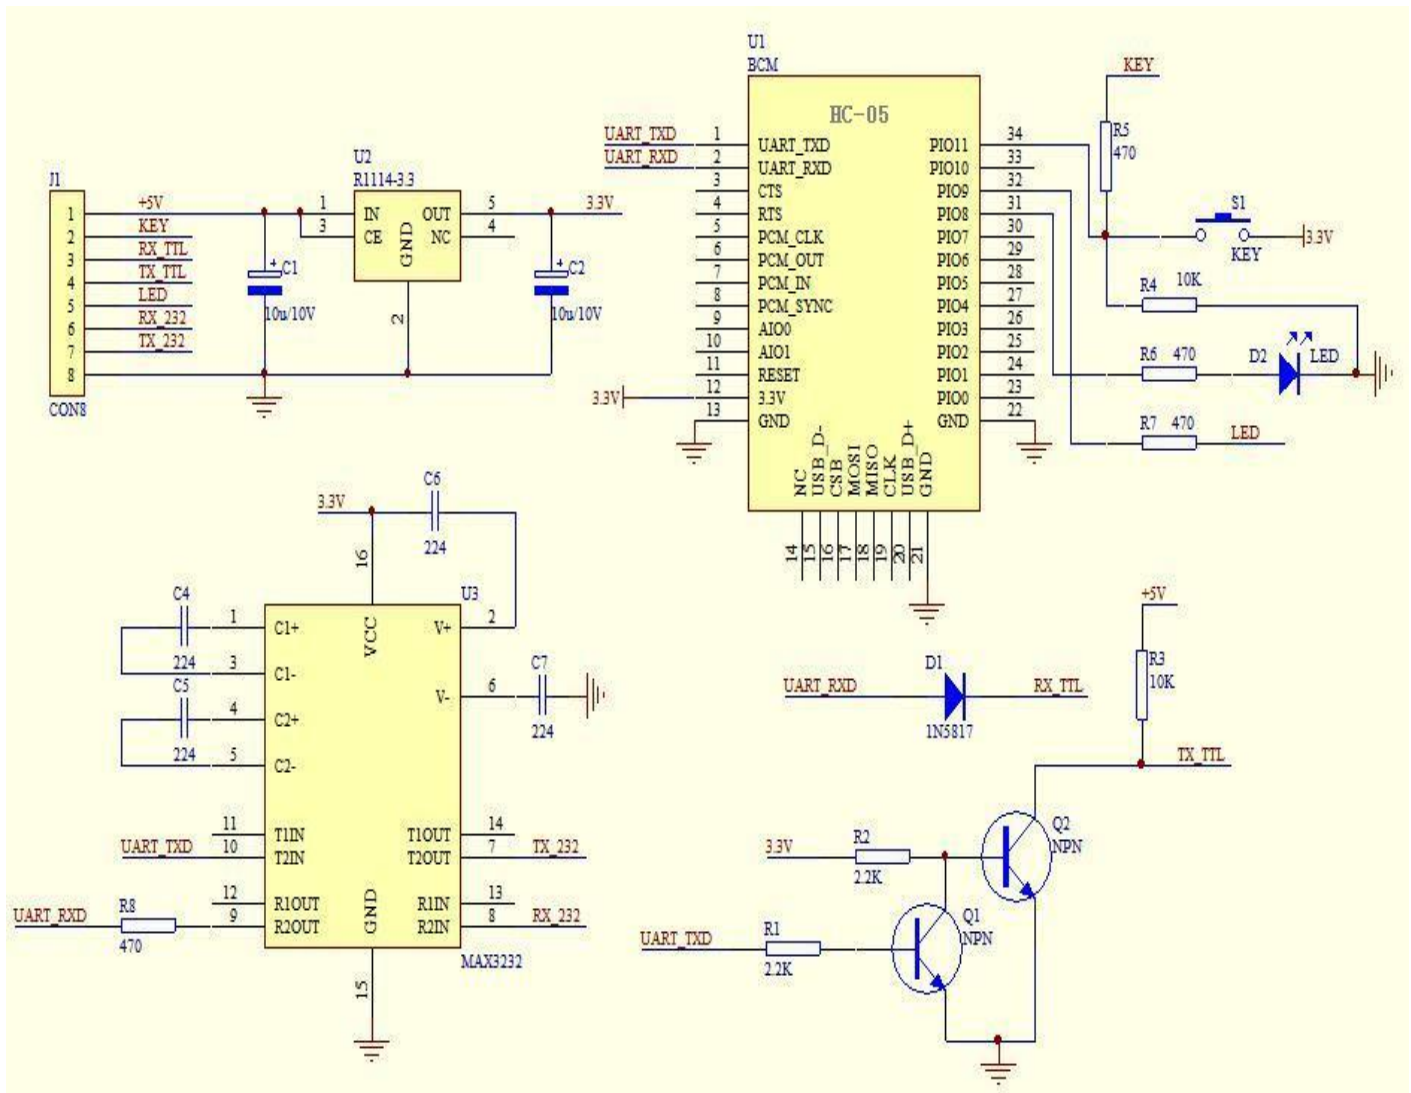 J1
1 +5V
2 KEY
3 RX_TTL
4 TX_TTL
5 LED
6 RX_232
7 TX_232
8
CON8
U2
R1114-3.3
1 IN OUT 5
3 CE NC 4
GND
2
3.3V
+ C1
10u/10V
+ C2
10u/10V
U1
BCM
HC-05
UART_TXD 1 UART_TXD PIO11 34
UART_RXD 2 UART_RXD PIO10 33
3 CTS PIO9 32
4 RTS PIO8 31
5 PCM_CLK PIO7 30
6 PCM_OUT PIO6 29
7 PCM_IN PIO5 28
8 PCM_SYNC PIO4 27
9 AIO0 PIO3 26
10 AIO1 PIO2 25
11 RESET PIO1 24
3.3V 12 3.3V PIO0 23
13 GND GND 22
NC USB_D- CSB MOSI MISO CLK USB_D+ GND
14 15 16 17 18 19 20 21
KEY
R5
470
S1
KEY
3.3V
R4 10K
R6 470
D2 LED
R7 470 LED
3.3V
C6
224
16
U3
C4
224
C5
224
1 C1+ VCC V+ 2
3 C1-
4 C2+ V- 6
5 C2-
C7
224
11 T1IN T1OUT 14
UART_TXD 10 T2IN T2OUT 7 TX_232
12 R1OUT GND R1IN 13
UART_RXD R8 9 R2OUT R2IN 8 RX_232
470
MAX3232
15
D1
UART_RXD RX_TTL
1N5817
+5V
R3
10K
TX_TTL
Q2
NPN
3.3V R2
2.2K
Q1
NPN
UART_TXD R1
2.2K